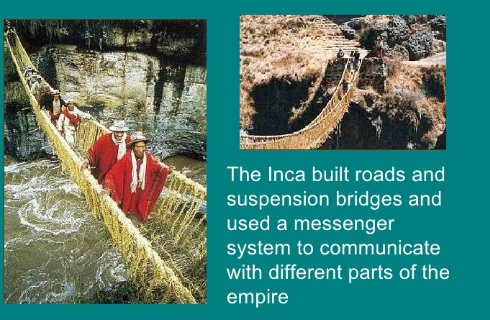 The Inca built roads and
suspension bridges and
used a messenger
system to communicate
with different parts of the
empire